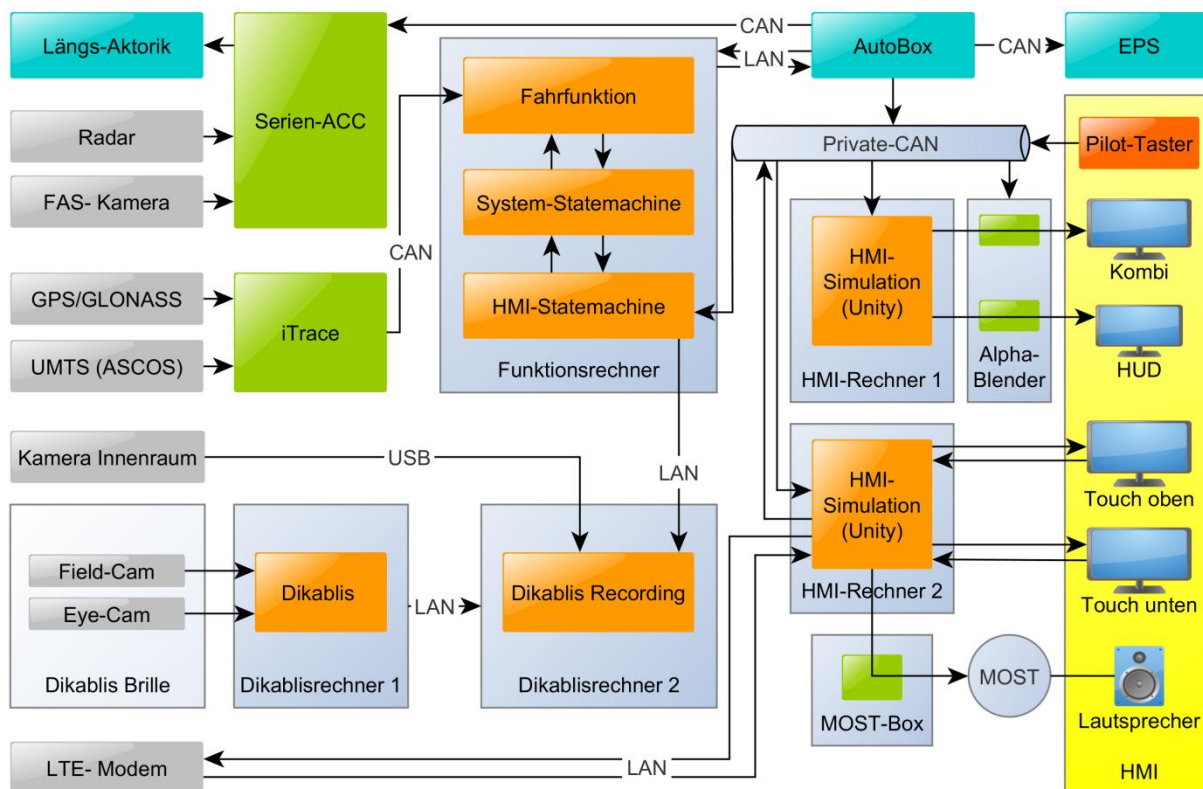 Längs-Aktorik
Radar
FAS- Kamera
GPS/GLONASS
UMTS (ASCOS)
Serien-ACC
iTrace
CAN
CAN
LAN
Fahrfunktion
System-Statemachine
HMI-Statemachine
Funktionsrechner
AutoBox
CAN
EPS
Private-CAN
Pilot-Taster
HMI-
Simulation
(Unity)
HMI-Rechner 1
Alpha-
Blender
Kombi
HUD
Kamera Innenraum
USB
LAN
Field-Cam
Eye-Cam
Dikablis Brille
Dikablis
Dikablisrechner 1
LAN
Dikablis Recording
Dikablisrechner 2
HMI-
Simulation
(Unity)
HMI-Rechner 2
Touch oben
Touch unten
MOST-Box
MOST
Lautsprecher
HMI
LTE- Modem
LAN